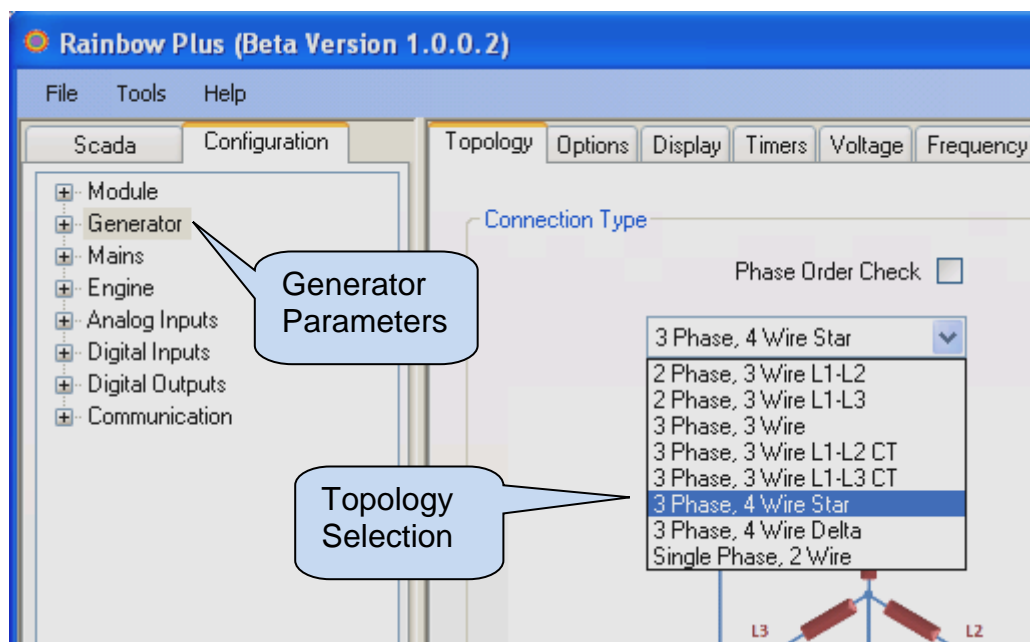 Rainbow Plus (Beta Version 1.0.0.2)
File Tools Help
Scada Configuration
Topology Options Display Timers Voltage Frequency
Module
Generator
Mains
Engine
Analog Inputs
Digital Inputs
Digital Outputs
Communication
Generator
Parameters
Connection Type
Phase Order Check
3 Phase, 4 Wire Star
2 Phase, 3 Wire L1-L2
2 Phase, 3 Wire L1-L3
3 Phase, 3 Wire
3 Phase, 3 Wire L1-L2 CT
3 Phase, 3 Wire L1-L3 CT
3 Phase, 4 Wire Star
3 Phase, 4 Wire Delta
Single Phase, 2 Wire
Topology
Selection
L3 L2